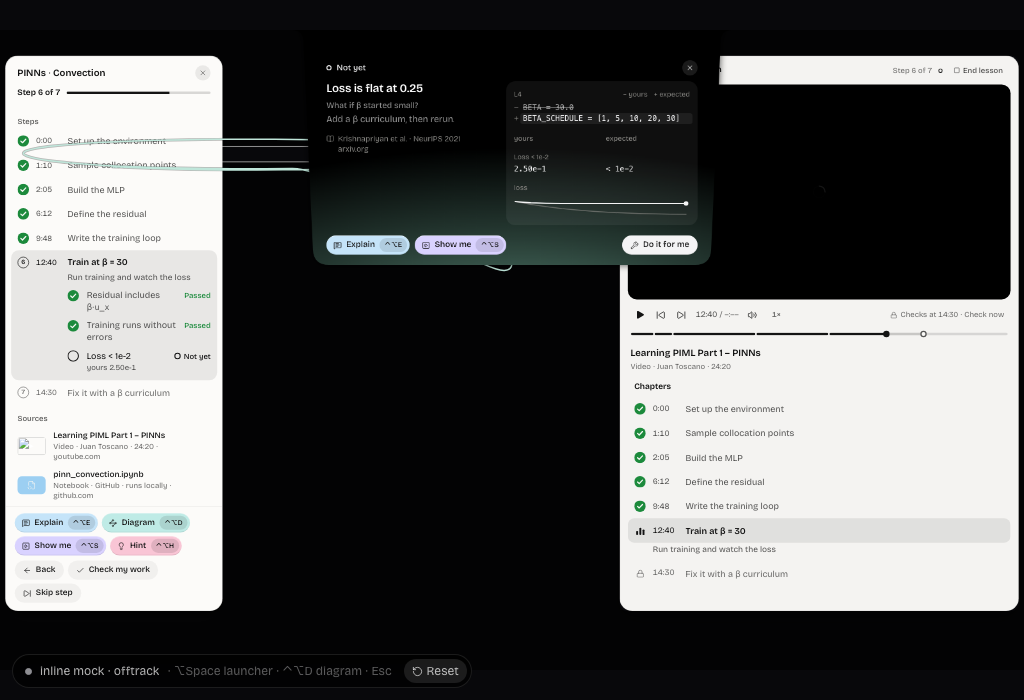 PINNs · Convection
Step 6 of 7
Steps
0:00 Set up the environment
1:10 Sample collocation points
2:05 Build the MLP
6:12 Define the residual
9:48 Write the training loop
6 12:40 Train at β = 30
Run training and watch the loss
Residual includes β·u_x Passed
Training runs without errors Passed
Loss < 1e-2 Not yet
yours 2.50e-1
7 14:30 Fix it with a β curriculum
Sources
Learning PIML Part 1 – PINNs
Video · Juan Toscano · 24:20 ·
youtube.com
pinn_convection.ipynb
Notebook · GitHub · runs locally ·
github.com
Explain ^⌥E Diagram ^⌥D
Show me ^⌥S Hint ^⌥H
Back Check my work
Skip step
Not yet
Loss is flat at 0.25
What if β started small?
Add a β curriculum, then rerun.
Krishnapriyan et al. · NeurIPS 2021
arxiv.org
L4 − yours + expected
− BETA = 30.0
+ BETA_SCHEDULE = [1, 5, 10, 20, 30]
yours expected
Loss < 1e-2
2.50e-1 < 1e-2
loss
Explain ^⌥E Show me ^⌥S Do it for me
Step 6 of 7 End lesson
12:40 / –:–– 1× Checks at 14:30 · Check now
Learning PIML Part 1 – PINNs
Video · Juan Toscano · 24:20
Chapters
0:00 Set up the environment
1:10 Sample collocation points
2:05 Build the MLP
6:12 Define the residual
9:48 Write the training loop
12:40 Train at β = 30
Run training and watch the loss
14:30 Fix it with a β curriculum
inline mock · offtrack · ⌥Space launcher · ^⌥D diagram · Esc Reset